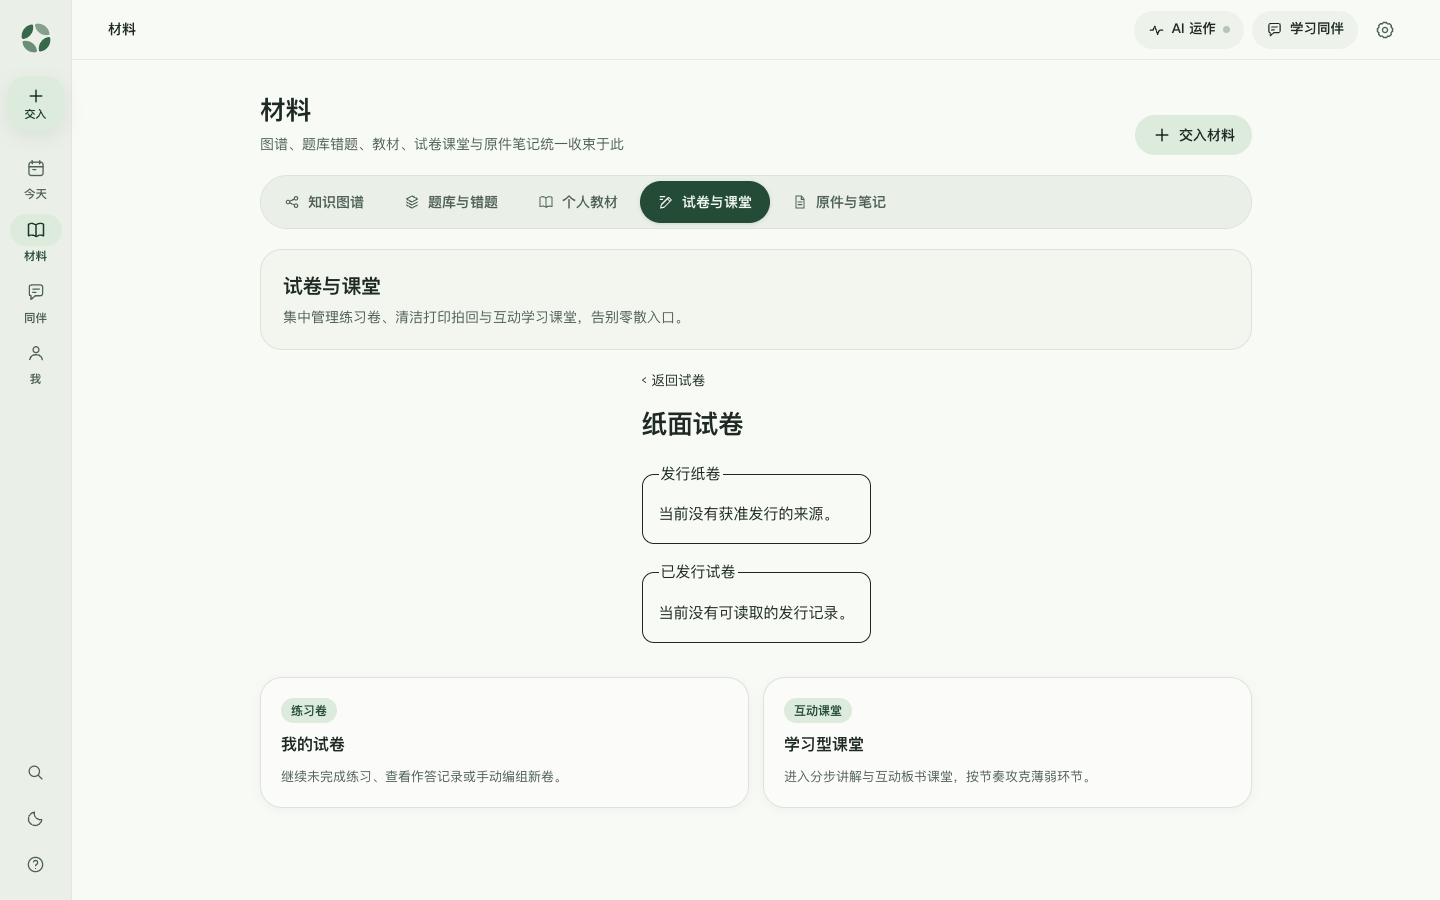 材料
AI 运作
学习同伴
交入
今天
材料
同伴
我
材料
图谱、题库错题、教材、试卷课堂与原件笔记统一收束于此
交入材料
知识图谱
题库与错题
个人教材
试卷与课堂
原件与笔记
试卷与课堂
集中管理练习卷、清洁打印拍回与互动学习课堂，告别零散入口。
‹ 返回试卷
纸面试卷
发行纸卷
当前没有获准发行的来源。
已发行试卷
当前没有可读取的发行记录。
练习卷
我的试卷
继续未完成练习、查看作答记录或手动编组新卷。
互动课堂
学习型课堂
进入分步讲解与互动板书课堂，按节奏攻克薄弱环节。